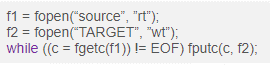 f1 = fopen(“source”, ”rt”);
f2 = fopen(“TARGET”, ”wt”);
while ((c = fgetc(f1)) != EOF) fputc(c, f2);